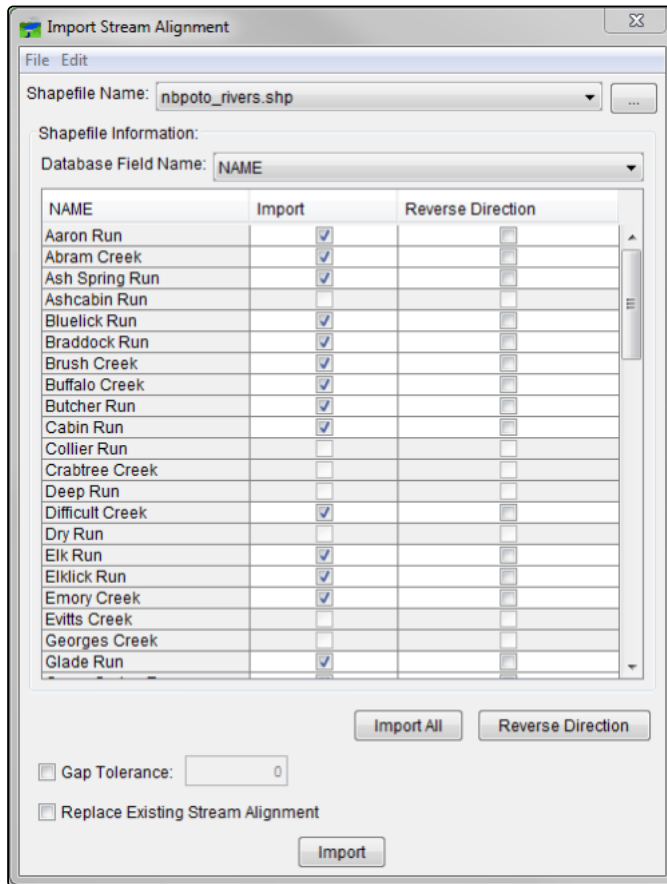 Import Stream Alignment
File Edit
Shapefile Name: nbpoto_rivers.shp ...
Shapefile Information:
Database Field Name: NAME
NAME Import Reverse Direction
Aaron Run
Abram Creek
Ash Spring Run
Ashcabin Run
Bluelick Run
Braddock Run
Brush Creek
Buffalo Creek
Butcher Run
Cabin Run
Collier Run
Crabtree Creek
Deep Run
Difficult Creek
Dry Run
Elk Run
Elklick Run
Emory Creek
Evitts Creek
Georges Creek
Glade Run
Import All Reverse Direction
Gap Tolerance: 0
Replace Existing Stream Alignment
Import